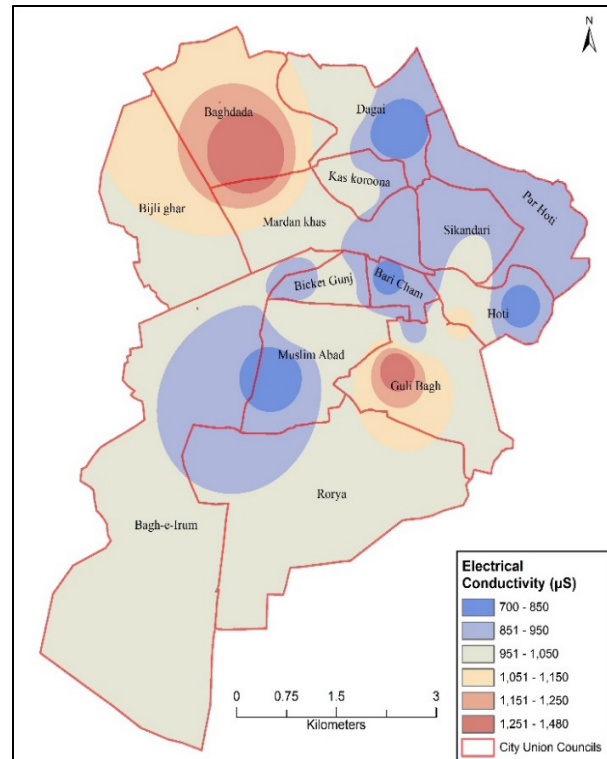 N
Baghdada
Dagai
Kas koroona
Par Hoti
Bijli ghar
Mardan khas
Sikandari
Bicket Gunj
Bari Cham
Hoti
Muslim Abad
Guli Bagh
Rorya
Bagh-e-Irum
Electrical
Conductivity (µS)
700 - 850
851 - 950
951 - 1,050
1,051 - 1,150
1,151 - 1,250
1,251 - 1,480
City Union Councils
0 0.75 1.5 3
Kilometers